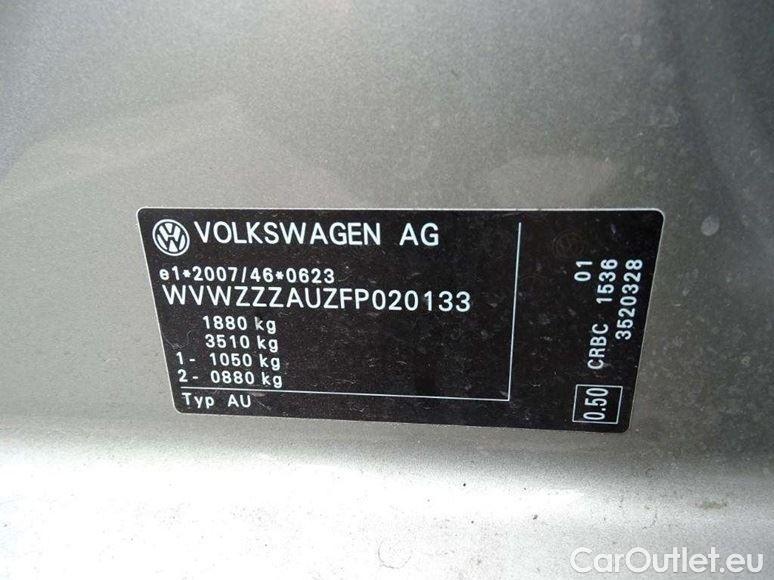 VOLKSWAGEN AG
e1*2007/46*0623
WVWZZZAUZFP020133
1880 kg
3510 kg
1- 1050 kg
2- 0880 kg
Typ AU
01
CRBC 1536
3520328
0.50
CarOutlet.eu